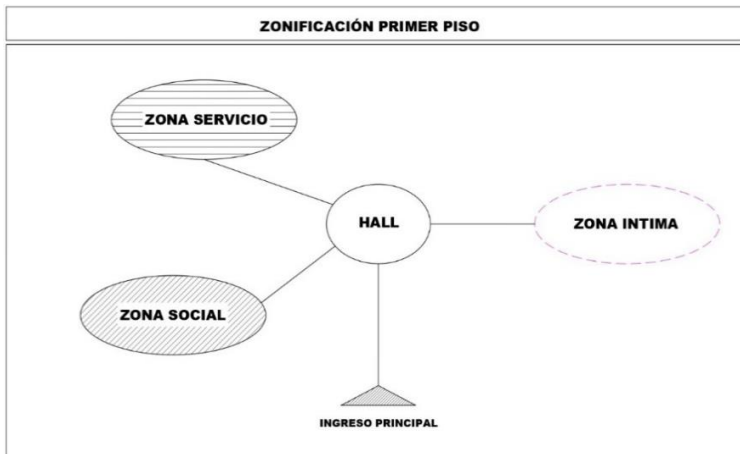 ZONIFICACIÓN PRIMER PISO
ZONA SERVICIO
HALL
ZONA INTIMA
ZONA SOCIAL
INGRESO PRINCIPAL